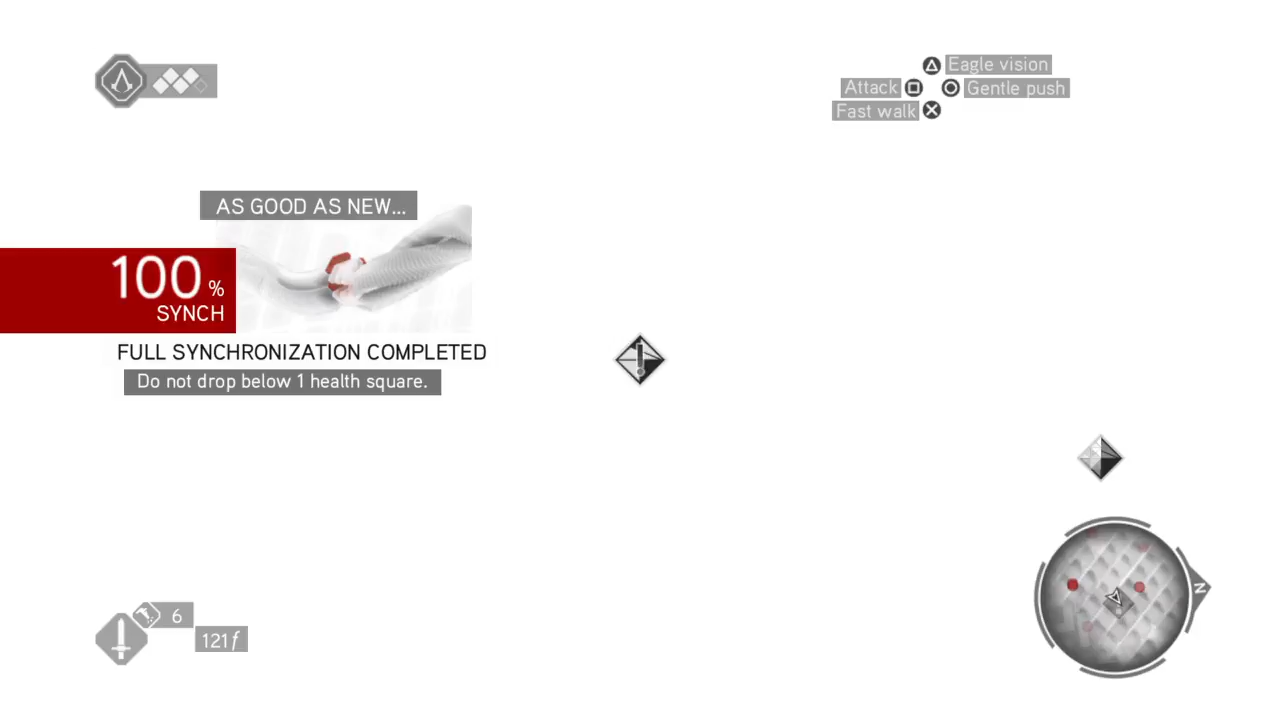 Eagle vision
Attack
Gentle push
Fast walk
AS GOOD AS NEW...
100 %
SYNCH
FULL SYNCHRONIZATION COMPLETED
Do not drop below 1 health square.
N
6
121 ƒ